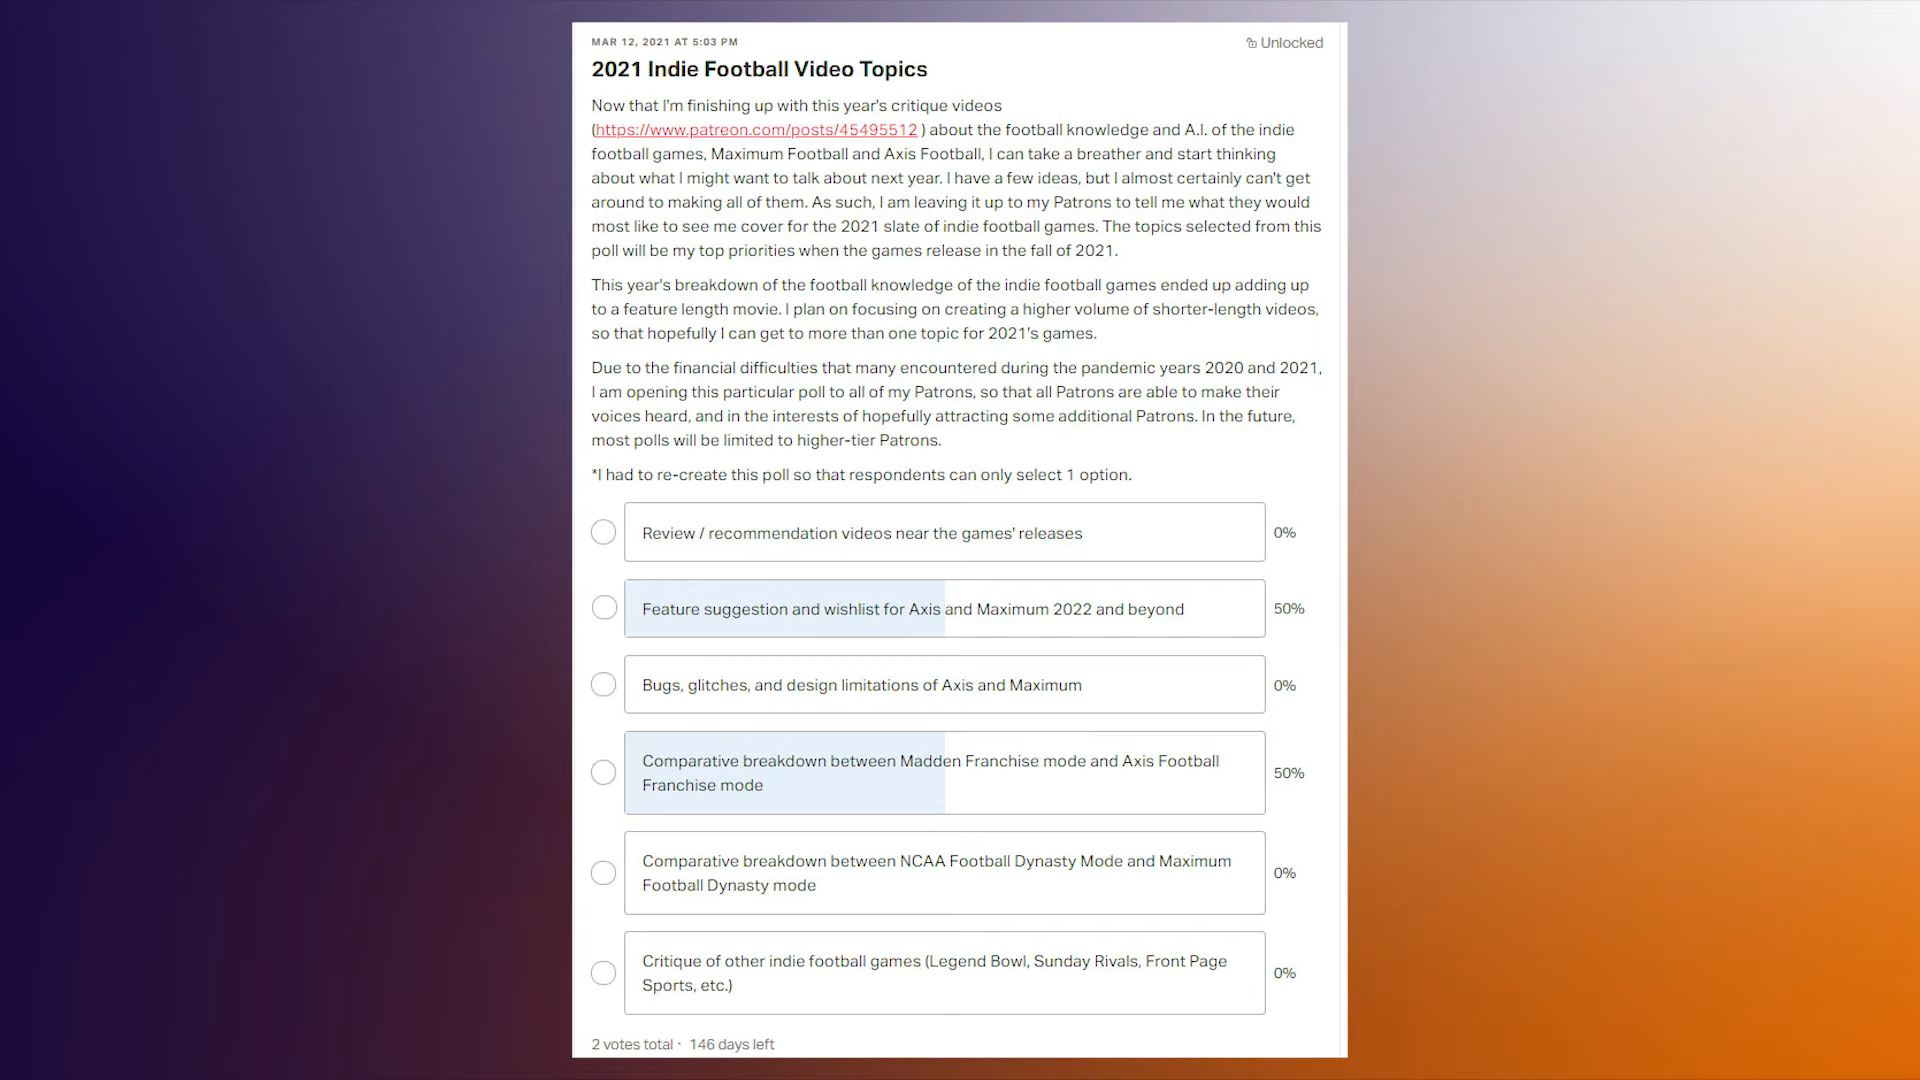 MAR 12, 2021 AT 5:03 PM
Unlocked
2021 Indie Football Video Topics
Now that I'm finishing up with this year's critique videos
(https://www.patreon.com/posts/45495512 ) about the football knowledge and A.I. of the indie
football games, Maximum Football and Axis Football, I can take a breather and start thinking
about what I might want to talk about next year. I have a few ideas, but I almost certainly can't get
around to making all of them. As such, I am leaving it up to my Patrons to tell me what they would
most like to see me cover for the 2021 slate of indie football games. The topics selected from this
poll will be my top priorities when the games release in the fall of 2021.
This year's breakdown of the football knowledge of the indie football games ended up adding up
to a feature length movie. I plan on focusing on creating a higher volume of shorter-length videos,
so that hopefully I can get to more than one topic for 2021's games.
Due to the financial difficulties that many encountered during the pandemic years 2020 and 2021,
I am opening this particular poll to all of my Patrons, so that all Patrons are able to make their
voices heard, and in the interests of hopefully attracting some additional Patrons. In the future,
most polls will be limited to higher-tier Patrons.
*I had to re-create this poll so that respondents can only select 1 option.
Review / recommendation videos near the games' releases
0%
Feature suggestion and wishlist for Axis and Maximum 2022 and beyond
50%
Bugs, glitches, and design limitations of Axis and Maximum
0%
Comparative breakdown between Madden Franchise mode and Axis Football
Franchise mode
50%
Comparative breakdown between NCAA Football Dynasty Mode and Maximum
Football Dynasty mode
0%
Critique of other indie football games (Legend Bowl, Sunday Rivals, Front Page
Sports, etc.)
0%
2 votes total · 146 days left